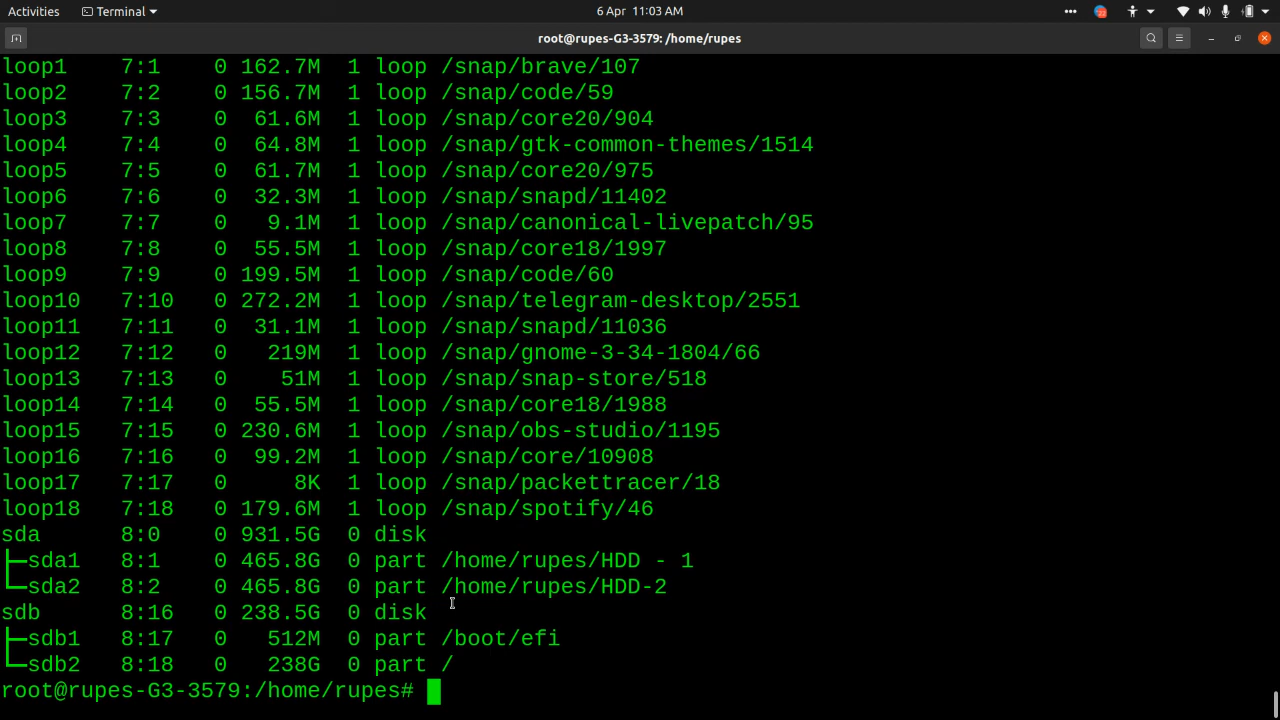 Activities Terminal 6 Apr 11:03 AM
root@rupes-G3-3579: /home/rupes
loop1 7:1 0 162.7M 1 loop /snap/brave/107
loop2 7:2 0 156.7M 1 loop /snap/code/59
loop3 7:3 0 61.6M 1 loop /snap/core20/904
loop4 7:4 0 64.8M 1 loop /snap/gtk-common-themes/1514
loop5 7:5 0 61.7M 1 loop /snap/core20/975
loop6 7:6 0 32.3M 1 loop /snap/snapd/11402
loop7 7:7 0 9.1M 1 loop /snap/canonical-livepatch/95
loop8 7:8 0 55.5M 1 loop /snap/core18/1997
loop9 7:9 0 199.5M 1 loop /snap/code/60
loop10 7:10 0 272.2M 1 loop /snap/telegram-desktop/2551
loop11 7:11 0 31.1M 1 loop /snap/snapd/11036
loop12 7:12 0 219M 1 loop /snap/gnome-3-34-1804/66
loop13 7:13 0 51M 1 loop /snap/snap-store/518
loop14 7:14 0 55.5M 1 loop /snap/core18/1988
loop15 7:15 0 230.6M 1 loop /snap/obs-studio/1195
loop16 7:16 0 99.2M 1 loop /snap/core/10908
loop17 7:17 0 8K 1 loop /snap/packettracer/18
loop18 7:18 0 179.6M 1 loop /snap/spotify/46
sda 8:0 0 931.5G 0 disk
├─sda1 8:1 0 465.8G 0 part /home/rupes/HDD - 1
└─sda2 8:2 0 465.8G 0 part /home/rupes/HDD-2
sdb 8:16 0 238.5G 0 disk
├─sdb1 8:17 0 512M 0 part /boot/efi
└─sdb2 8:18 0 238G 0 part /
root@rupes-G3-3579:/home/rupes#